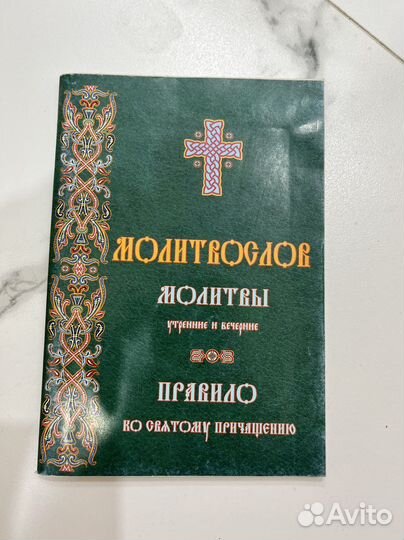 МОЛИТВОСЛОВ
МОЛИТВЫ
утренние и вечерние
ПРАВИЛО
КО СВЯТОМУ ПРИЧАЩЕНИЮ
Avito